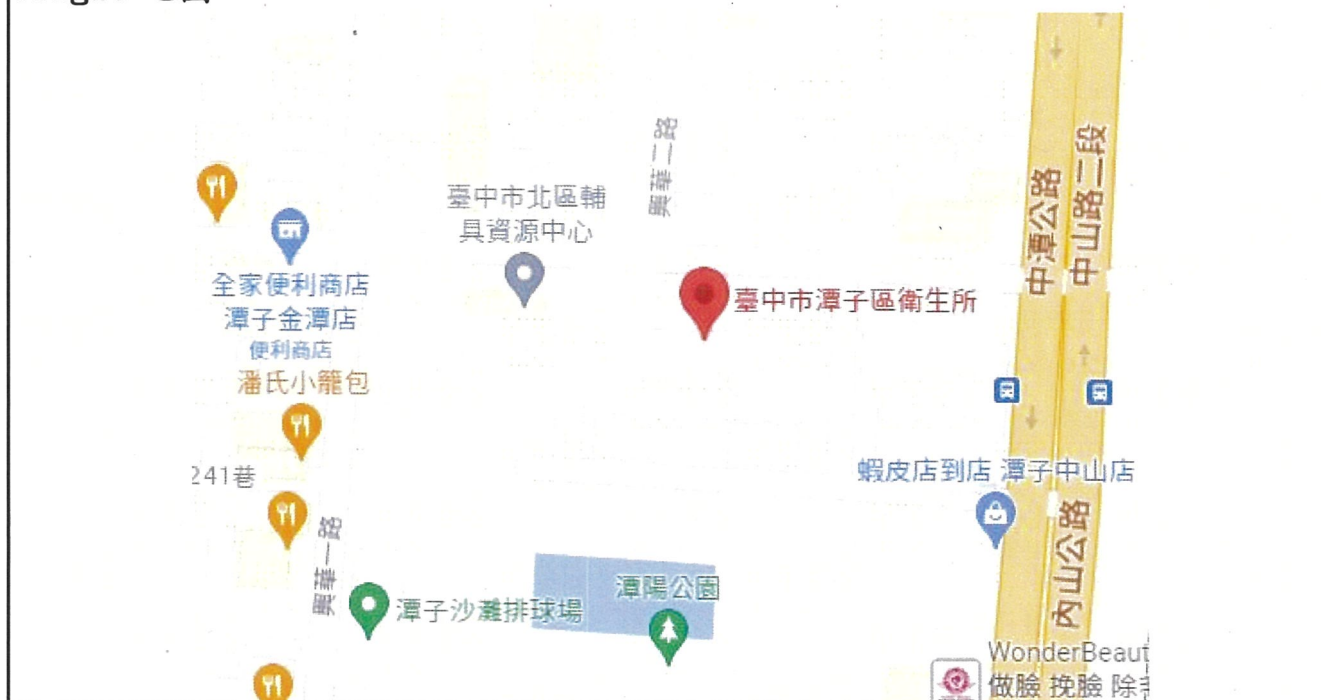 興華二路
中潭公路
中山路二段
臺中市北區輔
具資源中心
全家便利商店
潭子金潭店
便利商店
臺中市潭子區衛生所
潘氏小籠包
241巷
蝦皮店到店 潭子中山店
興華一路
內山公路
潭陽公園
潭子沙灘排球場
WonderBeaut
做臉 挽臉 除